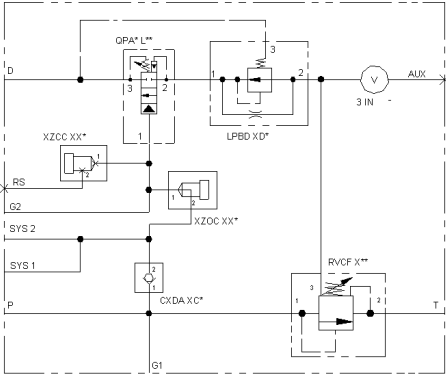 QPA* L**
3
D
3
2
1
2
AUX
V
3 IN -
1
LPBD XD*
XZCC XX*
1
2
RS
1
2
G2
XZOC XX*
SYS 2
RVCF X**
SYS 1
2
1
3
1
2
CXDA XC*
P
T
G1